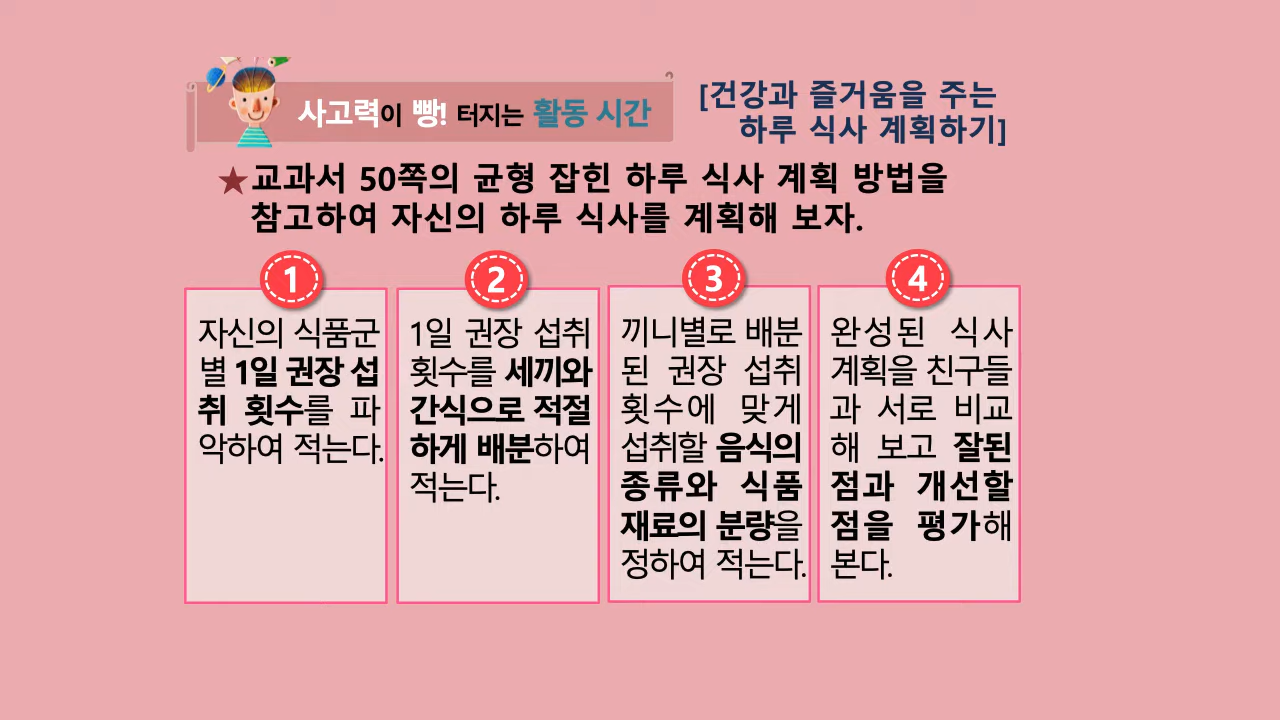 사고력이 빵! 터지는 활동 시간
[건강과 즐거움을 주는
하루 식사 계획하기]
★교과서 50쪽의 균형 잡힌 하루 식사 계획 방법을
참고하여 자신의 하루 식사를 계획해 보자.
1
자신의 식품군
별 1일 권장 섭
취 횟수를 파
악하여 적는다.
2
1일 권장 섭취
횟수를 세끼와
간식으로 적절
하게 배분하여
적는다.
3
끼니별로 배분
된 권장 섭취
횟수에 맞게
섭취할 음식의
종류와 식품
재료의 분량을
정하여 적는다.
4
완성된 식사
계획을 친구들
과 서로 비교
해 보고 잘된
점과 개선할
점을 평가해
본다.